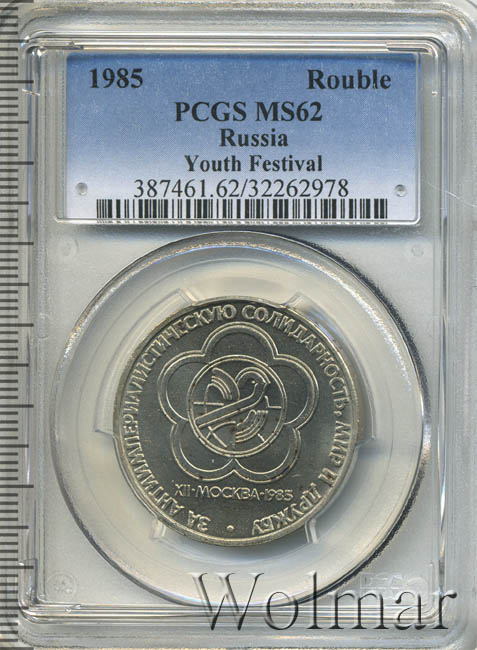 1985 Rouble
PCGS MS62
Russia
Youth Festival
387461.62/32262978
ЗА АНТИИМПЕРИАЛИСТИЧЕСКУЮ СОЛИДАРНОСТЬ, МИР И ДРУЖБУ
XII·МОСКВА·1985
Wolmar